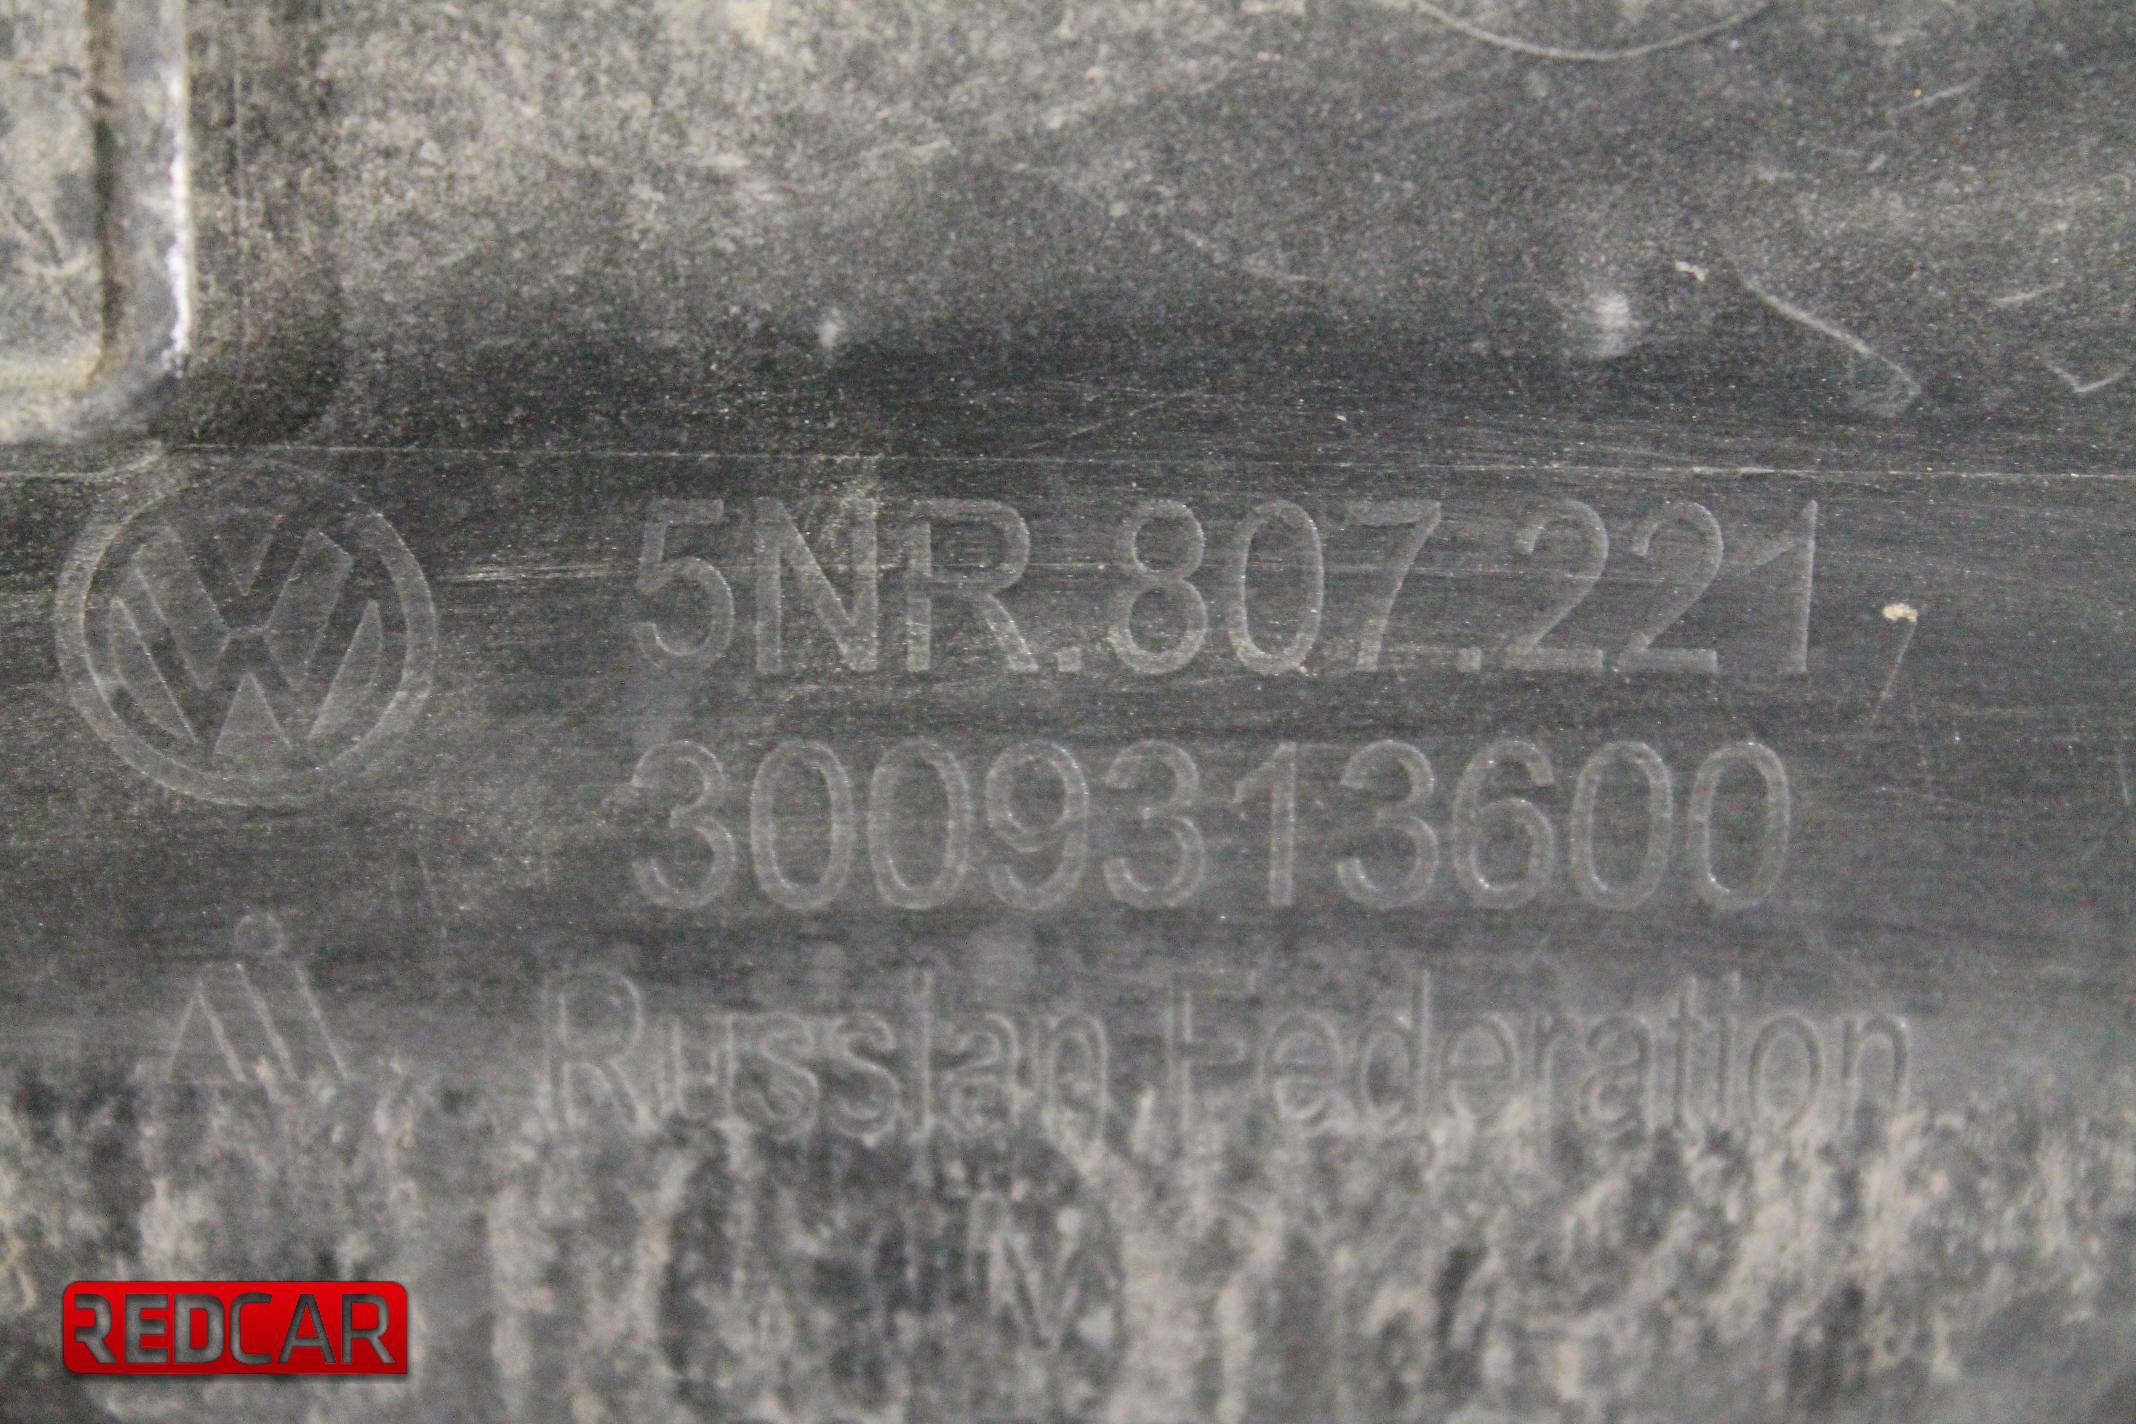 5NR.807.221
3009313600
Russian Federation
REDCAR